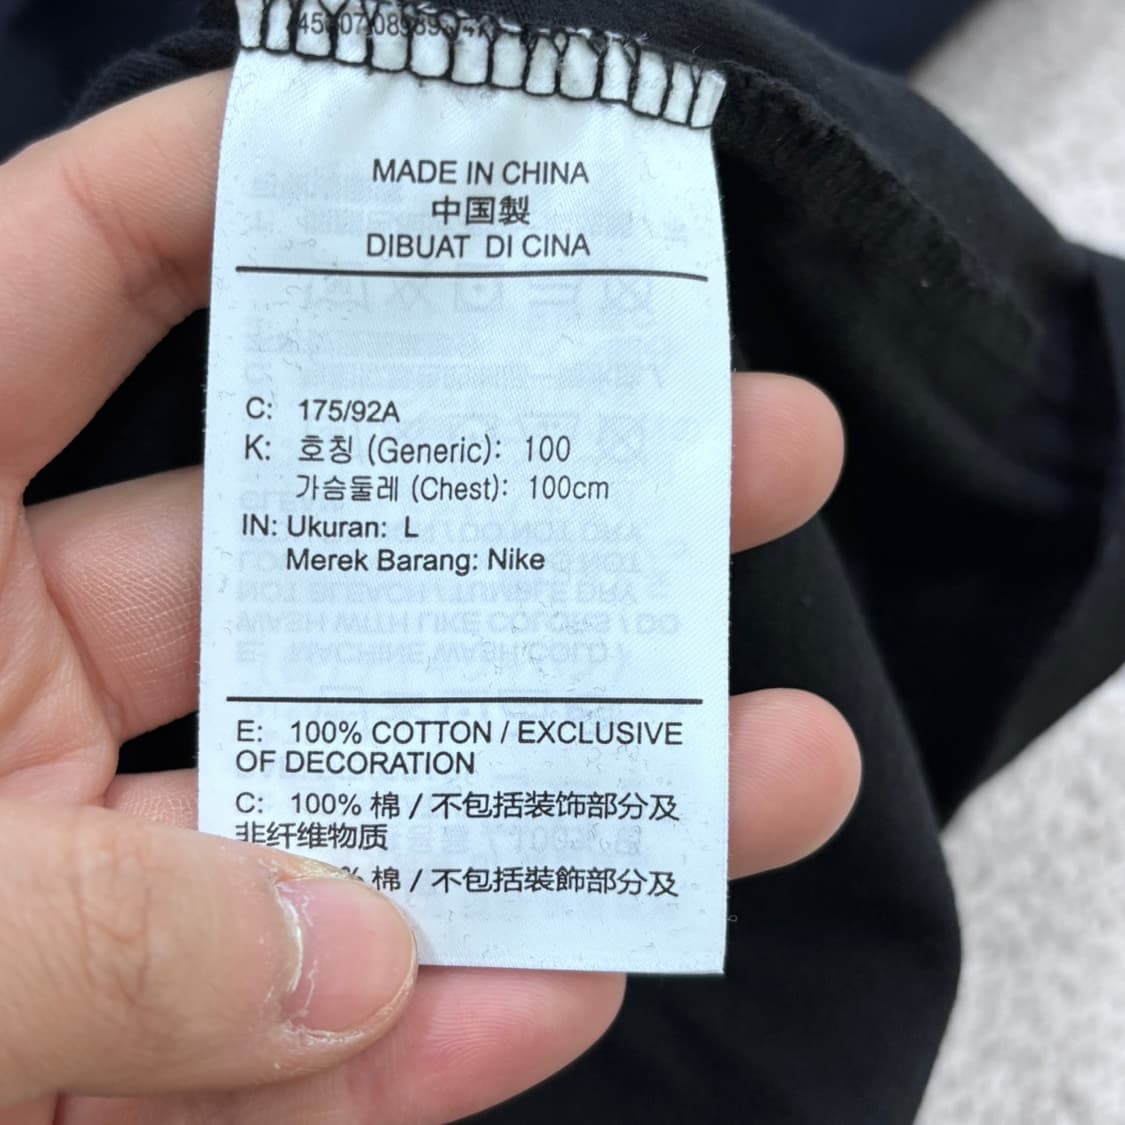 MADE IN CHINA
中国製
DIBUAT DI CINA
C: 175/92A
K: 호칭 (Generic): 100
가슴둘레 (Chest): 100cm
IN: Ukuran: L
Merek Barang: Nike
E: 100% COTTON / EXCLUSIVE
OF DECORATION
C: 100% 棉 / 不包括装饰部分及
非纤维物质
% 棉 / 不包括裝飾部分及